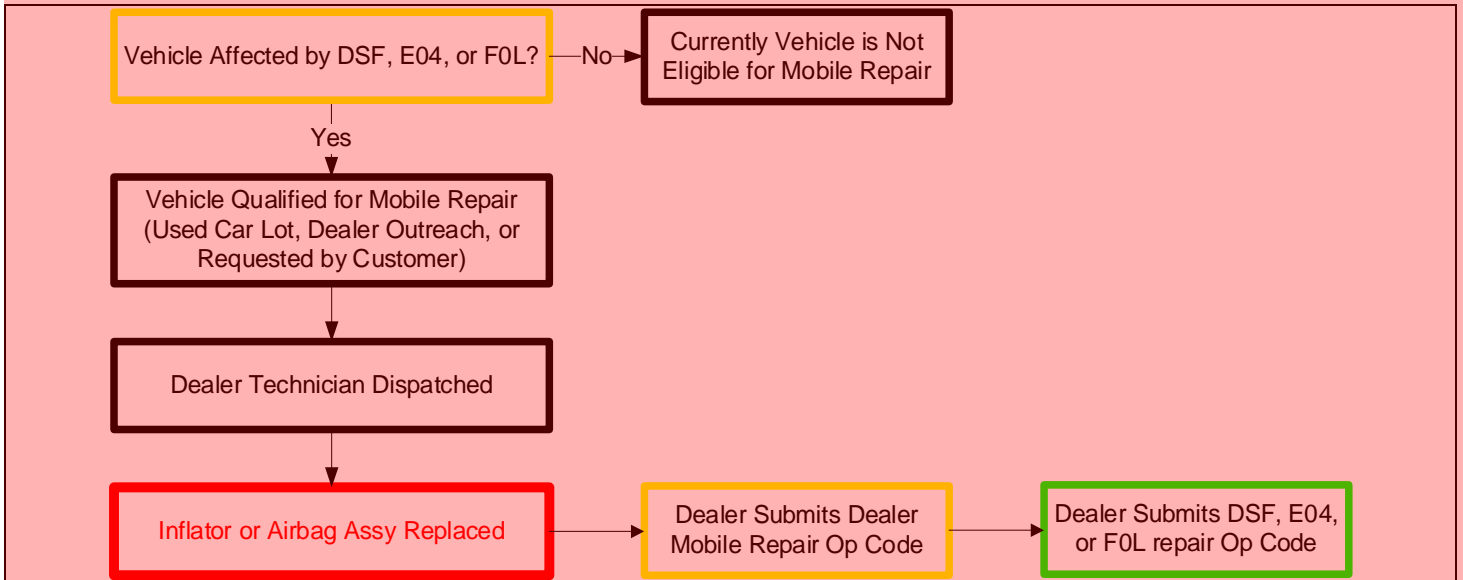 Vehicle Affected by DSF, E04, or F0L?
No
Currently Vehicle is Not
Eligible for Mobile Repair
Yes
Vehicle Qualified for Mobile Repair
(Used Car Lot, Dealer Outreach, or
Requested by Customer)
Dealer Technician Dispatched
Inflator or Airbag Assy Replaced
Dealer Submits Dealer
Mobile Repair Op Code
Dealer Submits DSF, E04,
or F0L repair Op Code